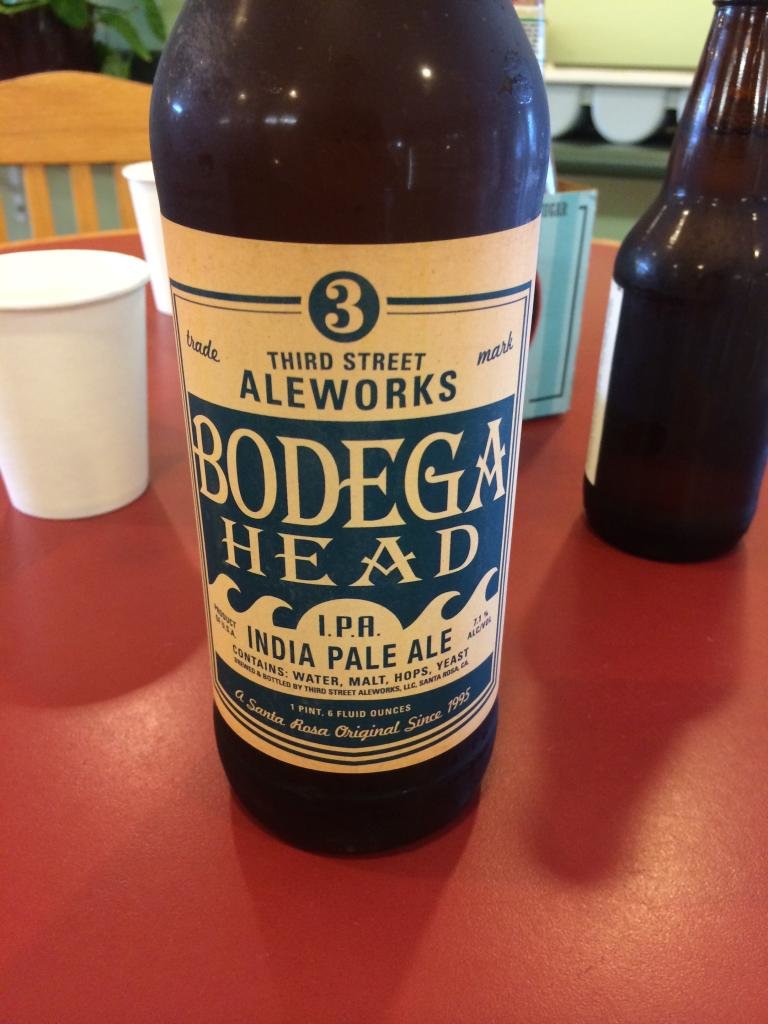 3
trade
mark
THIRD STREET
ALEWORKS
BODEGA
HEAD
PRODUCT
OF U.S.A.
I.P.A.
7.1 %
ALC/VOL
INDIA PALE ALE
CONTAINS: WATER, MALT, HOPS, YEAST
BREWED & BOTTLED BY THIRD STREET ALEWORKS, LLC, SANTA ROSA, CA.
1 PINT. 6 FLUID OUNCES
A Santa Rosa Original Since 1995